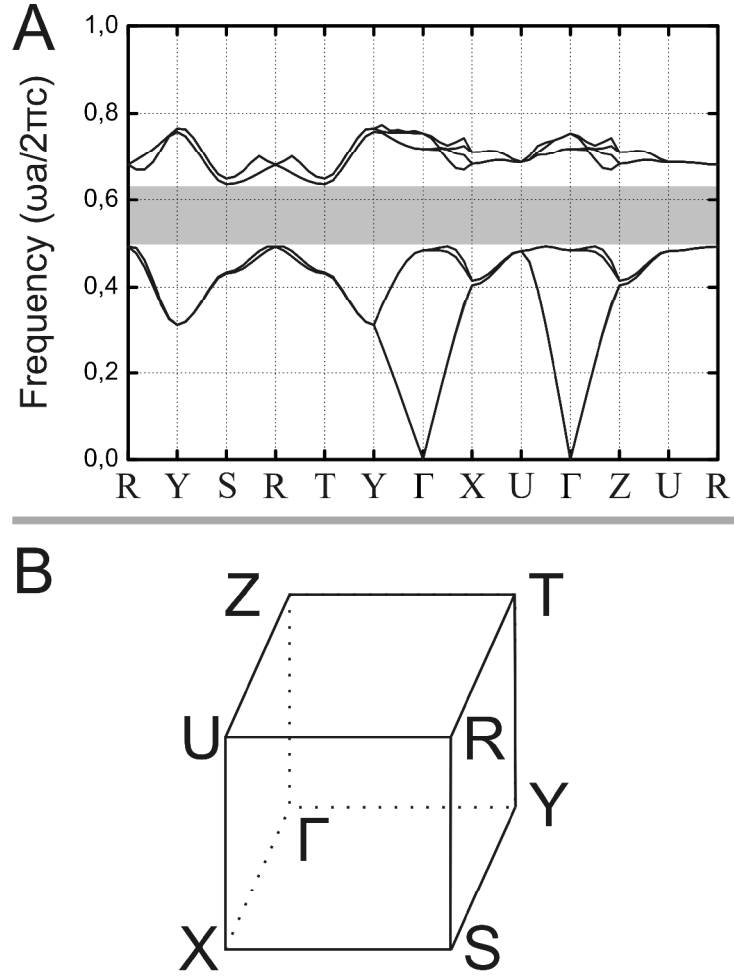 A
Frequency (ωa/2πc)
1,0
0,8
0,6
0,4
0,2
0,0
R Y S R T Y Γ X U Γ Z U R
B
Z T
U R
Γ Y
X S